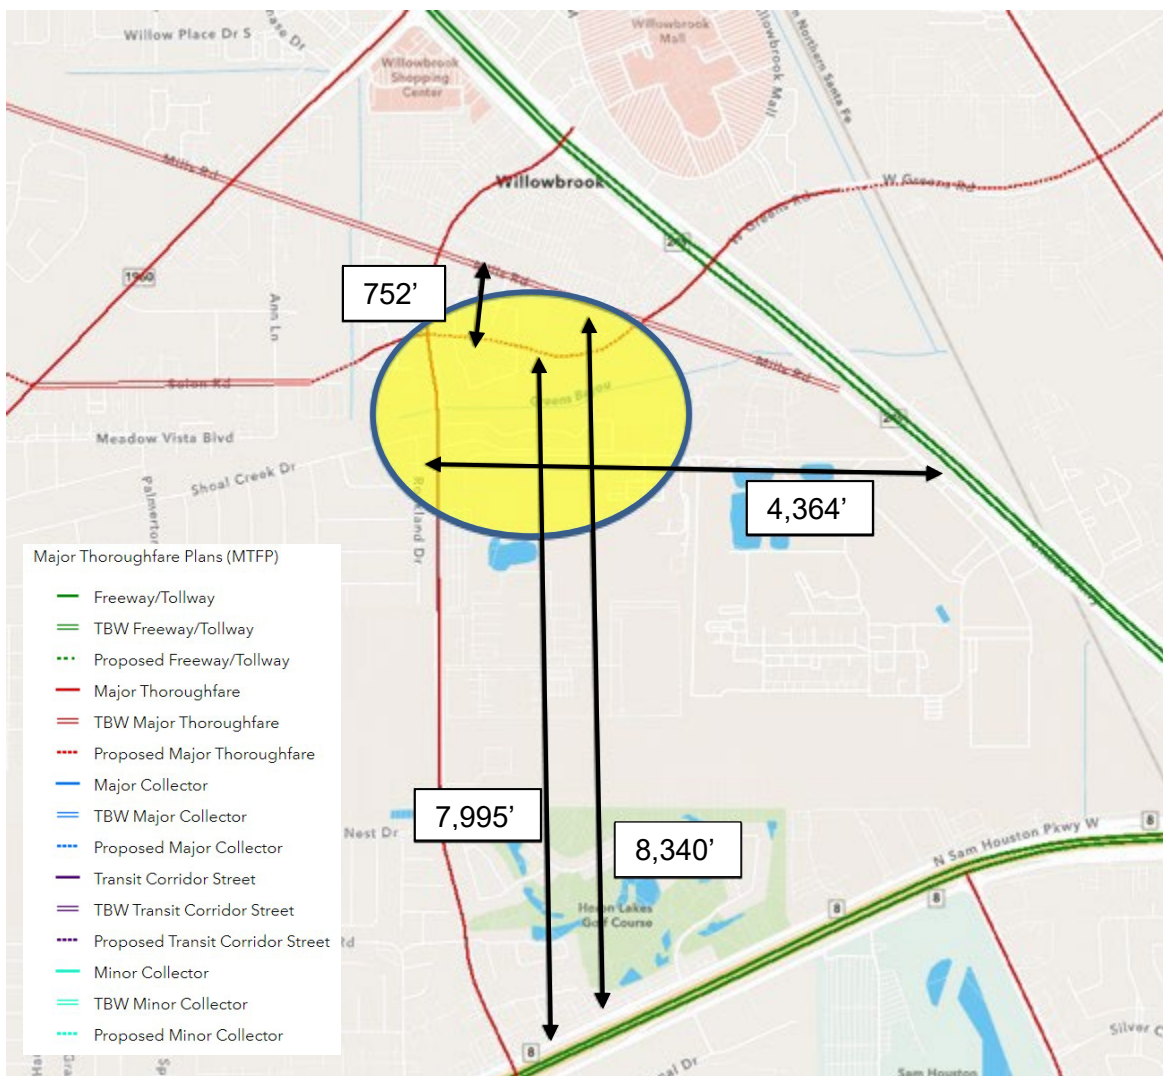 Willow Place Dr S
Willowbrook
Mall
Willowbrook
Shopping
Center
Willowbrook Mall
Northern Santa Fe
Mills Rd
Willowbrook
W Greens Rd
W Greens Rd
249
1960
Ann Ln
Mills Rd
752'
Solon Rd
Mills Rd
Greens Bayou
249
Meadow Vista Blvd
Shoal Creek Dr
4,364'
Palmerton
Rockland Dr
Major Thoroughfare Plans (MTFP)
Freeway/Tollway
TBW Freeway/Tollway
Proposed Freeway/Tollway
Major Thoroughfare
TBW Major Thoroughfare
Proposed Major Thoroughfare
Major Collector
TBW Major Collector
Proposed Major Collector
Transit Corridor Street
TBW Transit Corridor Street
Proposed Transit Corridor Street
Minor Collector
TBW Minor Collector
Proposed Minor Collector
7,995'
8,340'
Nest Dr
Rd
Heron Lakes
Golf Course
N Sam Houston Pkwy W
8
8
8
8
Silver C
Sam Houston